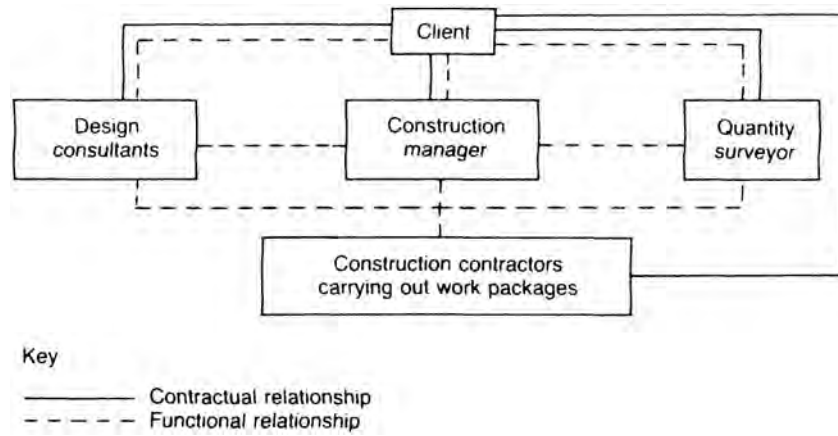 Client
Design
consultants
Construction
manager
Quantity
surveyor
Construction contractors
carrying out work packages
Key
Contractual relationship
Functional relationship